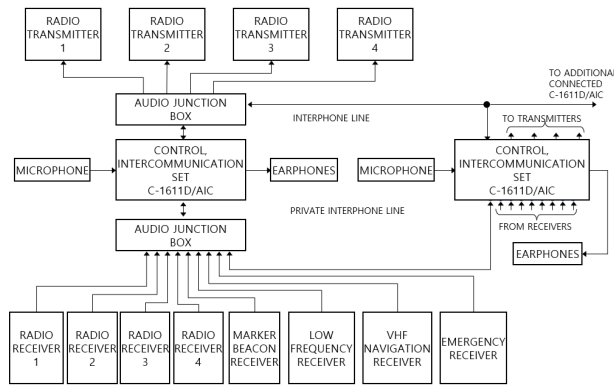 RADIO
TRANSMITTER
1
RADIO
TRANSMITTER
2
RADIO
TRANSMITTER
3
RADIO
TRANSMITTER
4
TO ADDITIONAL
CONNECTED
C-1611D/AIC
AUDIO JUNCTION
BOX
INTERPHONE LINE
TO TRANSMITTERS
MICROPHONE
CONTROL,
INTERCOMMUNICATION
SET
C-1611D/AIC
EARPHONES
MICROPHONE
CONTROL,
INTERCOMMUNICATION
SET
C-1611D/AIC
PRIVATE INTERPHONE LINE
AUDIO JUNCTION
BOX
FROM RECEIVERS
EARPHONES
RADIO
RECEIVER
1
RADIO
RECEIVER
2
RADIO
RECEIVER
3
RADIO
RECEIVER
4
MARKER
BEACON
RECEIVER
LOW
FREQUENCY
RECEIVER
VHF
NAVIGATION
RECEIVER
EMERGENCY
RECEIVER